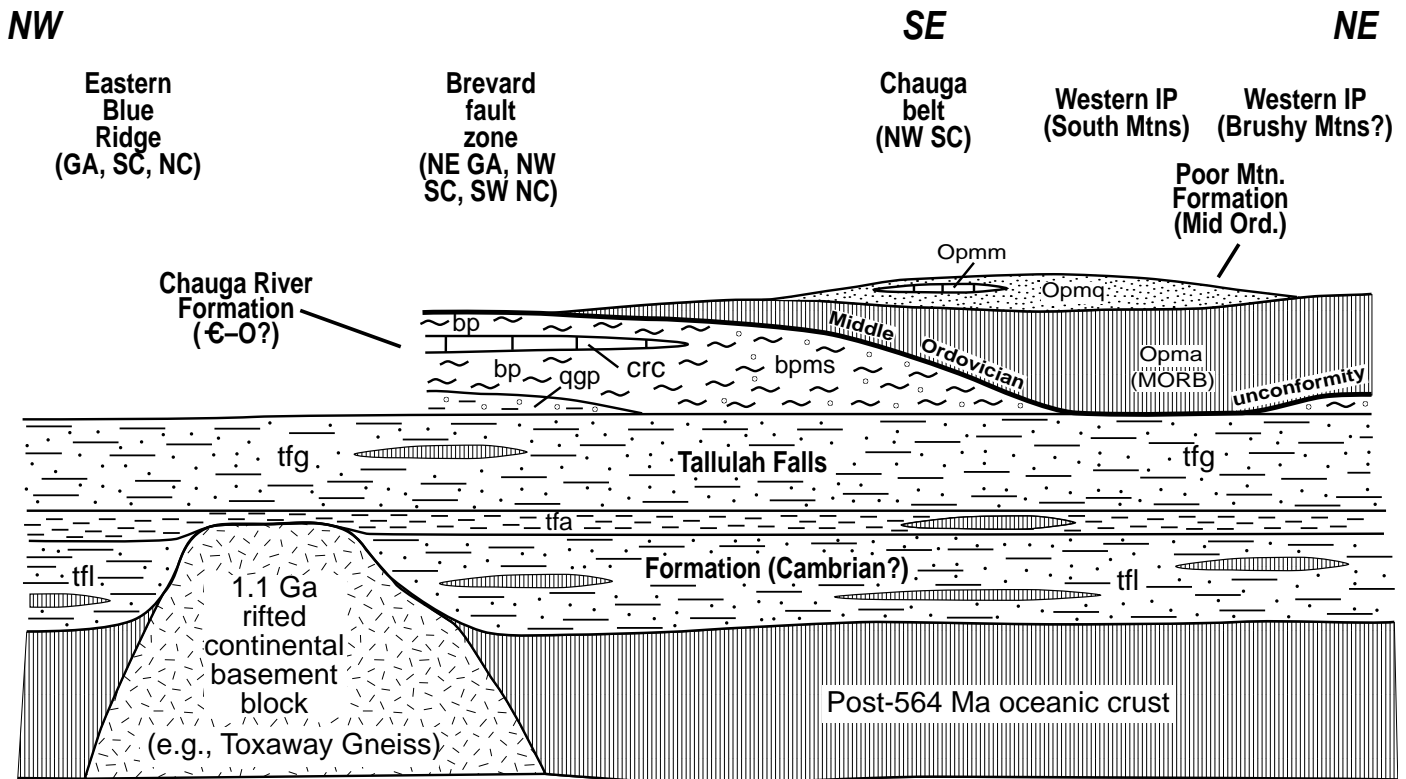 NW
SE
NE
Eastern
Blue
Ridge
(GA, SC, NC)
Brevard
fault
zone
(NE GA, NW
SC, SW NC)
Chauga
belt
(NW SC)
Western IP
(South Mtns)
Western IP
(Brushy Mtns?)
Poor Mtn.
Formation
(Mid Ord.)
Chauga River
Formation
(Є–O?)
Opmm
Opmq
bp
bp
crc
qgp
bpms
Middle
Ordovician
unconformity
Opma
(MORB)
tfg
Tallulah Falls
tfg
tfa
tfl
Formation (Cambrian?)
tfl
1.1 Ga
rifted
continental
basement
block
(e.g., Toxaway Gneiss)
Post-564 Ma oceanic crust